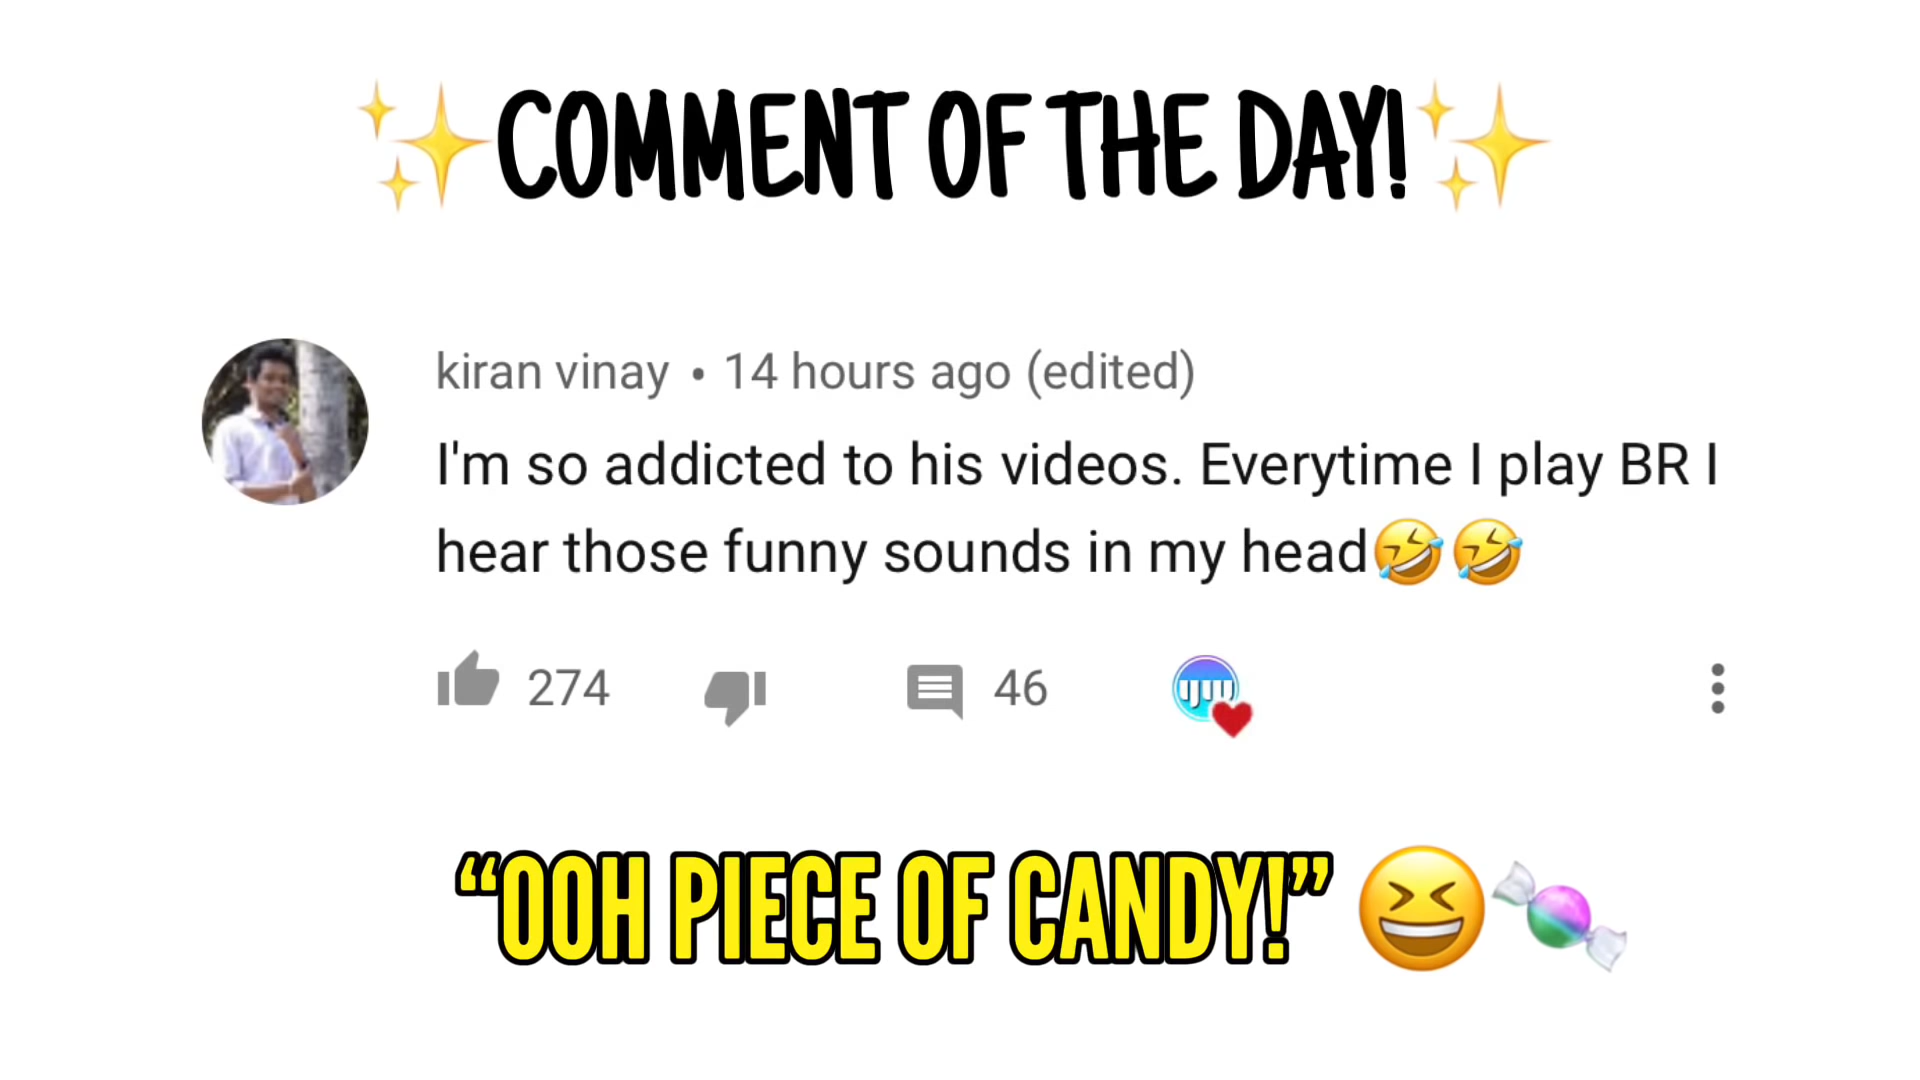 ✨COMMENT OF THE DAY!✨
kiran vinay • 14 hours ago (edited)
I'm so addicted to his videos. Everytime I play BR I
hear those funny sounds in my head🤣🤣
274 46
“OOH PIECE OF CANDY!” 😆🍬